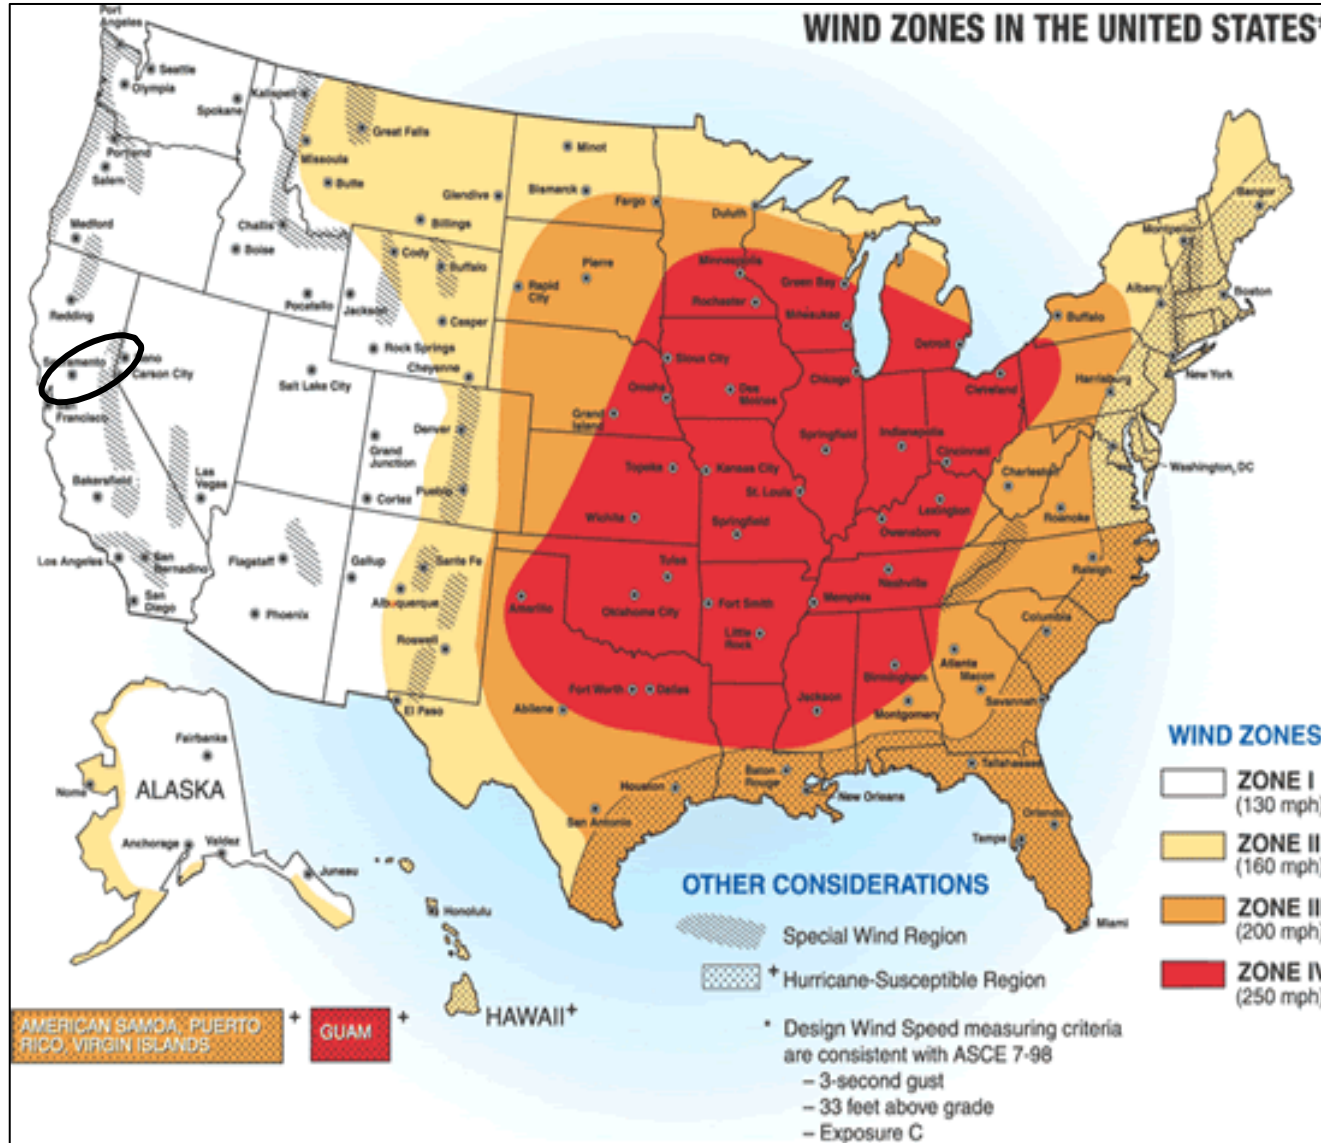 WIND ZONES IN THE UNITED STATES*
Port
Angeles
Seattle
Olympia
Spokane
Kalispell
Great Falls
Missoula
Butte
Glendive
Billings
Minot
Bismarck
Fargo
Duluth
Portland
Salem
Medford
Challis
Boise
Pocatello
Jackson
Cody
Buffalo
Casper
Rock Springs
Cheyenne
Rapid
City
Pierre
Minneapolis
Rochester
Green Bay
Milwaukee
Detroit
Buffalo
Albany
Montpelier
Bangor
Boston
New York
Harrisburg
Washington, DC
Redding
Sacramento
Reno
Carson City
San
Francisco
Salt Lake City
Grand
Junction
Cortez
Denver
Pueblo
Sioux City
Omaha
Des
Moines
Grand
Island
Chicago
Cleveland
Springfield
Indianapolis
Cincinnati
Charleston
Roanoke
Raleigh
Topeka
Kansas City
St. Louis
Lexington
Owensboro
Wichita
Springfield
Bakersfield
Las
Vegas
Los Angeles
San
Bernadino
San
Diego
Flagstaff
Phoenix
Gallup
Sante Fe
Albuquerque
Roswell
El Paso
Amarillo
Tulsa
Oklahoma City
Fort Smith
Little
Rock
Memphis
Nashville
Columbia
Atlanta
Macon
Savannah
Birmingham
Montgomery
Jackson
Fort Worth
Dallas
Abilene
Houston
San Antonio
Baton
Rouge
New Orleans
Tallahassee
Orlando
Tampa
Miami
Fairbanks
ALASKA
Nome
Anchorage
Valdez
Juneau
Honolulu
HAWAII+
AMERICAN SAMOA, PUERTO
RICO, VIRGIN ISLANDS
+
GUAM
+
OTHER CONSIDERATIONS
Special Wind Region
+ Hurricane-Susceptible Region
* Design Wind Speed measuring criteria
are consistent with ASCE 7-98
– 3-second gust
– 33 feet above grade
– Exposure C
WIND ZONES
ZONE I
(130 mph)
ZONE II
(160 mph)
ZONE III
(200 mph)
ZONE IV
(250 mph)